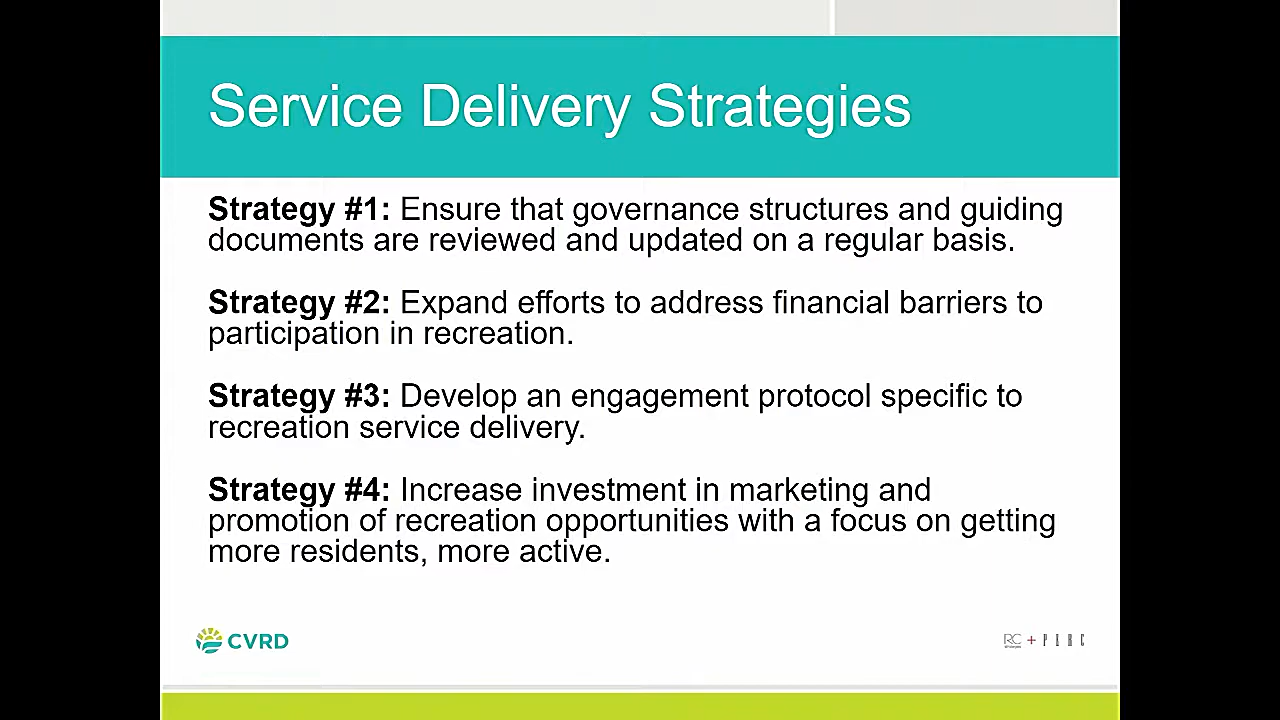 Service Delivery Strategies
Strategy #1: Ensure that governance structures and guiding
documents are reviewed and updated on a regular basis.
Strategy #2: Expand efforts to address financial barriers to
participation in recreation.
Strategy #3: Develop an engagement protocol specific to
recreation service delivery.
Strategy #4: Increase investment in marketing and
promotion of recreation opportunities with a focus on getting
more residents, more active.
CVRD
RC + PERC